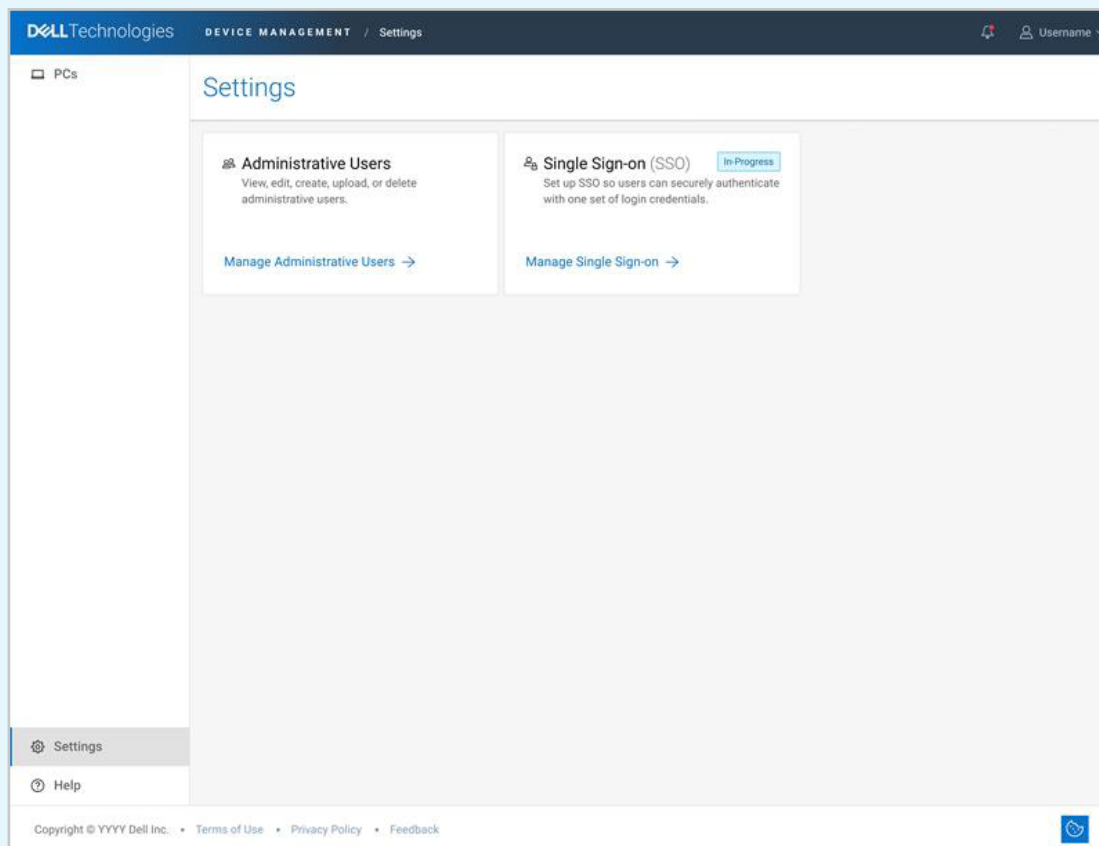 DELLTechnologies DEVICE MANAGEMENT / Settings Username
PCs
Settings
Administrative Users
View, edit, create, upload, or delete
administrative users.
Manage Administrative Users →
Single Sign-on (SSO) In-Progress
Set up SSO so users can securely authenticate
with one set of login credentials.
Manage Single Sign-on →
Settings
Help
Copyright © YYYY Dell Inc. • Terms of Use • Privacy Policy • Feedback